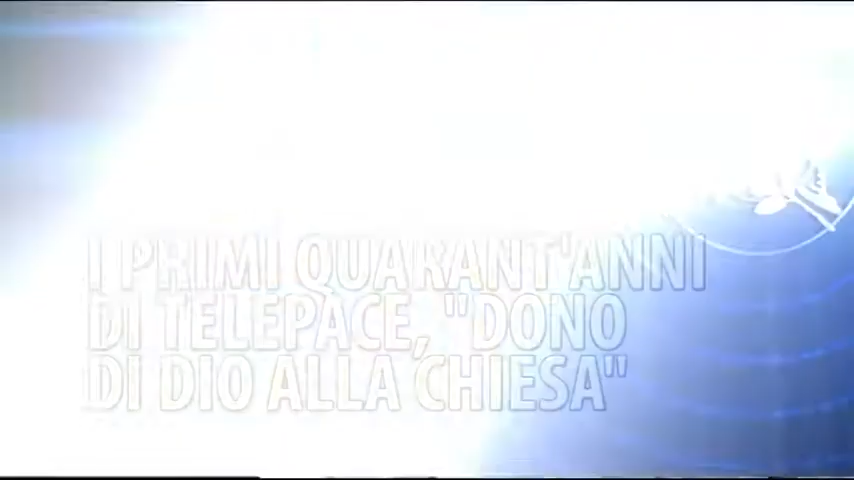 I PRIMI QUARANT'ANNI
DI TELEPACE, "DONO
DI DIO ALLA CHIESA"